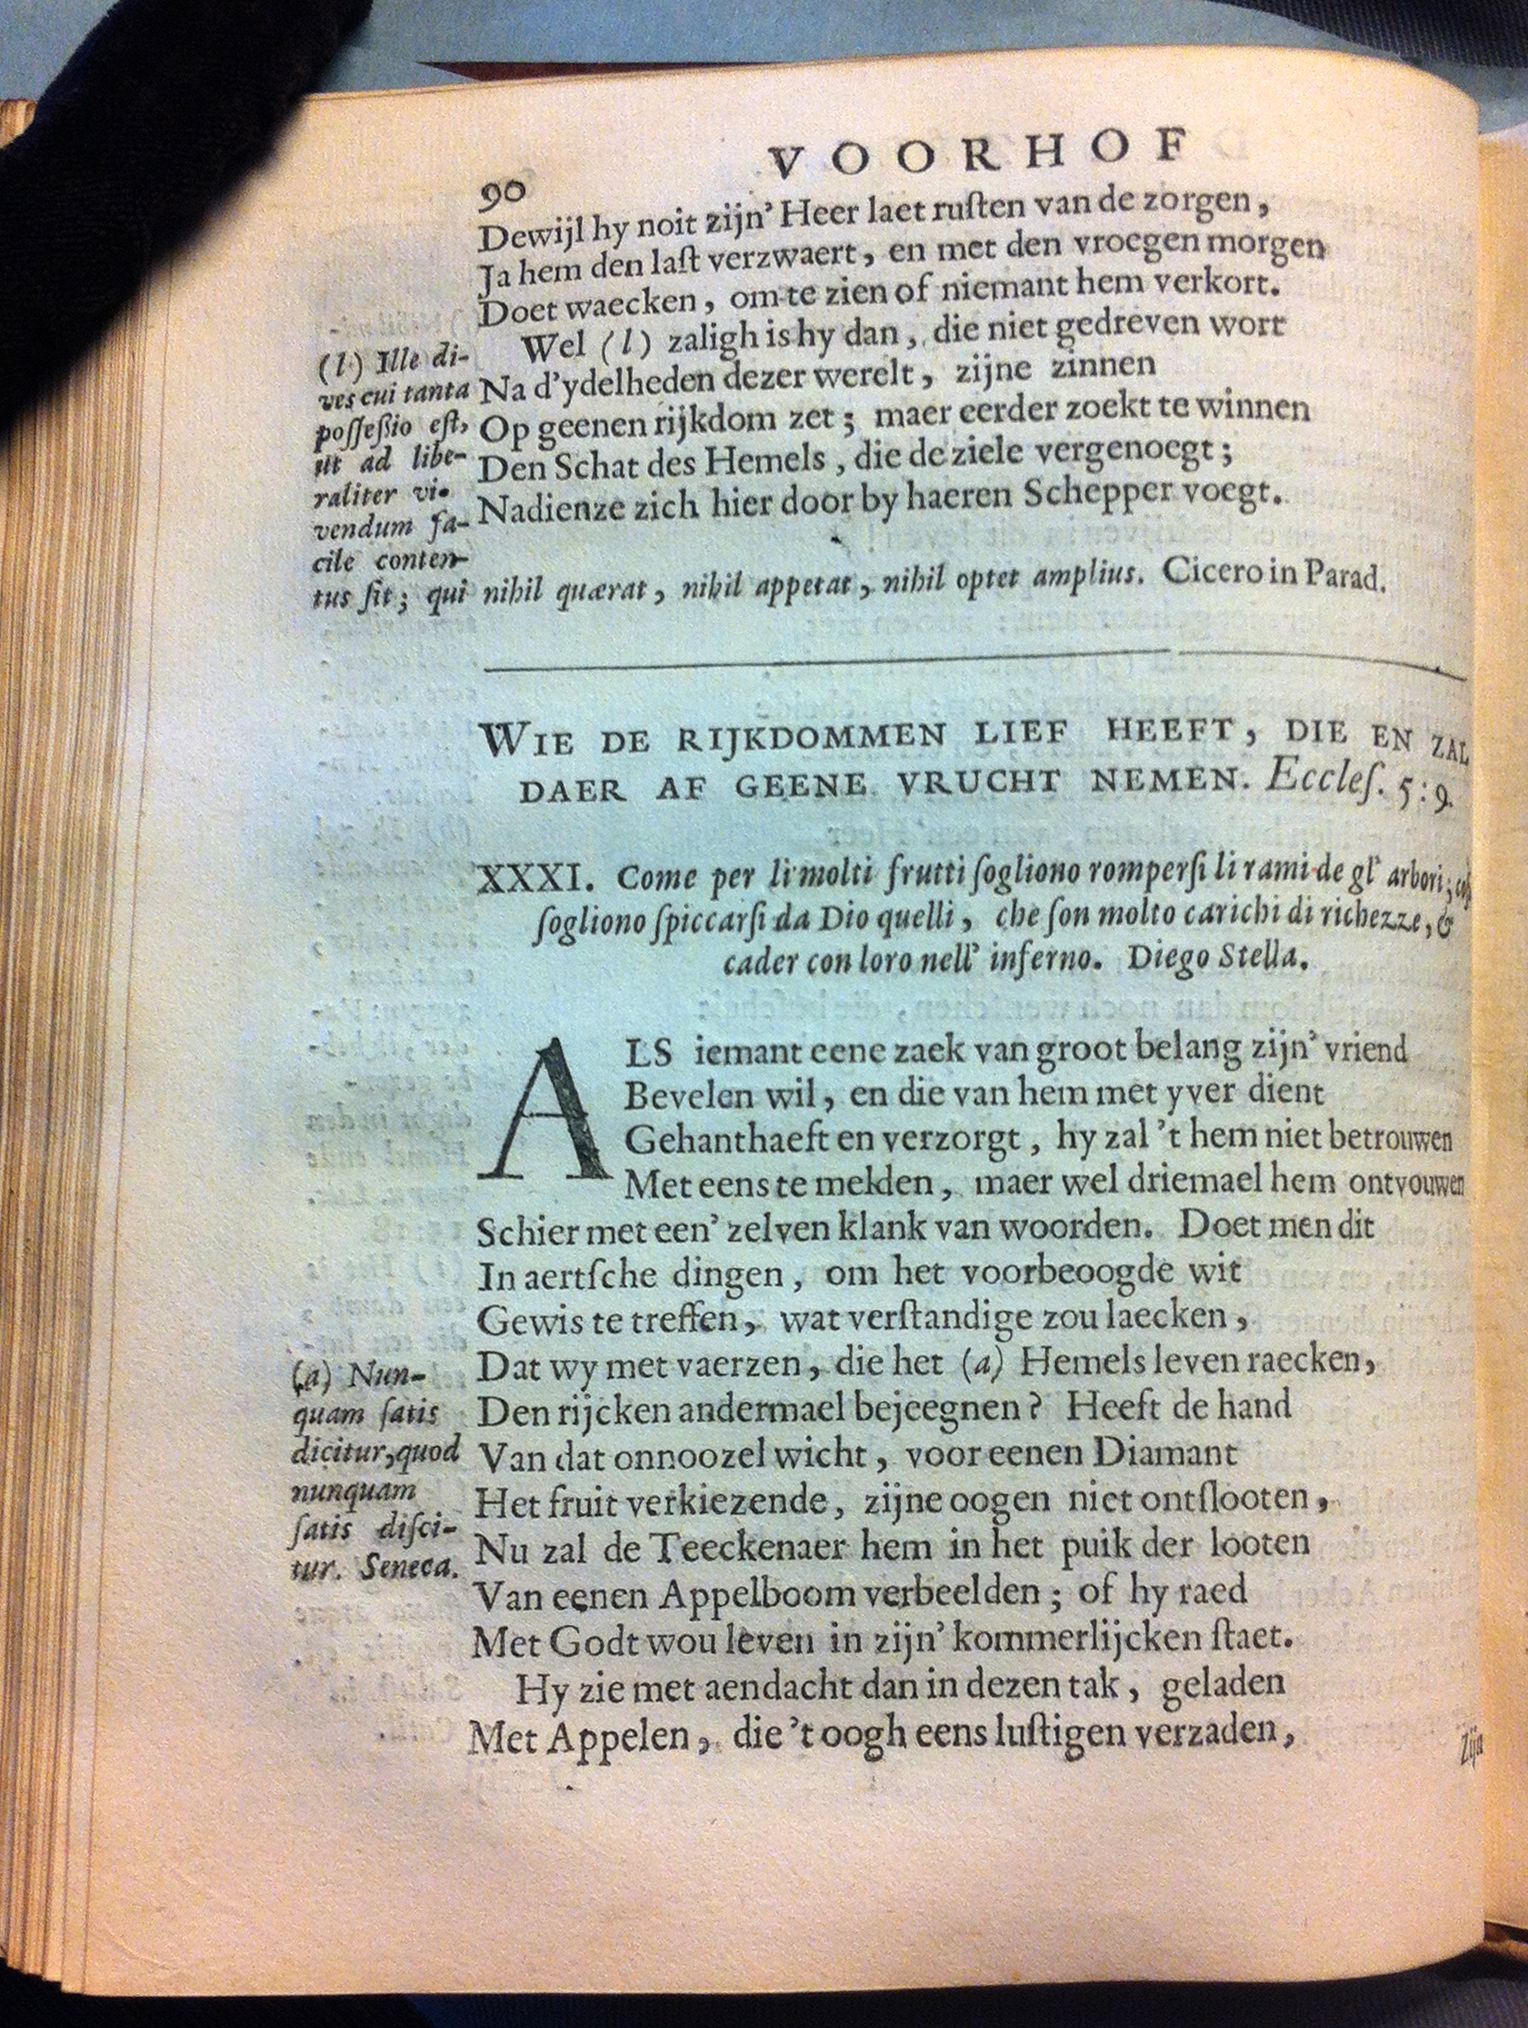 90 VOORHOF
Dewijl hy noit zijn’ Heer laet ruſten van de zorgen,
Ja hem den laſt verzwaert, en met den vroegen morgen
Doet waecken, om te zien of niemant hem verkort.
Wel (l) zaligh is hy dan, die niet gedreven wort
Na d’ydelheden dezer werelt, zijne zinnen
Op geenen rijkdom zet; maer eerder zoekt te winnen
Den Schat des Hemels, die de ziele vergenoegt;
Nadienze zich hier door by haeren Schepper voegt.
(l) Ille di-
ves cui tanta
poſſeſsio eſt,
ut ad libe-
raliter vi-
vendum fa-
cile conten-
tus ſit; qui nihil quærat, nihil appetat, nihil optet amplius. Cicero in Parad.
WIE DE RIJKDOMMEN LIEF HEEFT, DIE EN ZAL
DAER AF GEENE VRUCHT NEMEN. Eccleſ. 5:9.
XXXI. Come per li molti frutti ſogliono romperſi li rami de gl’ arbori; coſi
ſogliono ſpiccarſi da Dio quelli, che ſon molto carichi di richezze, &
cader con loro nell’ inferno. Diego Stella.
ALS iemant eene zaek van groot belang zijn’ vriend
Bevelen wil, en die van hem met yver dient
Gehanthaeft en verzorgt, hy zal ’t hem niet betrouwen
Met eens te melden, maer wel driemael hem ontvouwen
Schier met een’ zelven klank van woorden. Doet men dit
In aertſche dingen, om het voorbeoogde wit
Gewis te treffen, wat verſtandige zou laecken,
Dat wy met vaerzen, die het (a) Hemels leven raecken,
Den rijcken andermael bejeegnen? Heeft de hand
Van dat onnoozel wicht, voor eenen Diamant
Het fruit verkiezende, zijne oogen niet ontſlooten,
Nu zal de Teeckenaer hem in het puik der looten
Van eenen Appelboom verbeelden; of hy raed
Met Godt wou leven in zijn’ kommerlijcken ſtaet.
Hy zie met aendacht dan in dezen tak, geladen
Met Appelen, die ’t oogh eens luſtigen verzaden,
(a) Nun-
quam ſatis
dicitur, quod
nunquam
ſatis diſci-
tur. Seneca.
Zijn